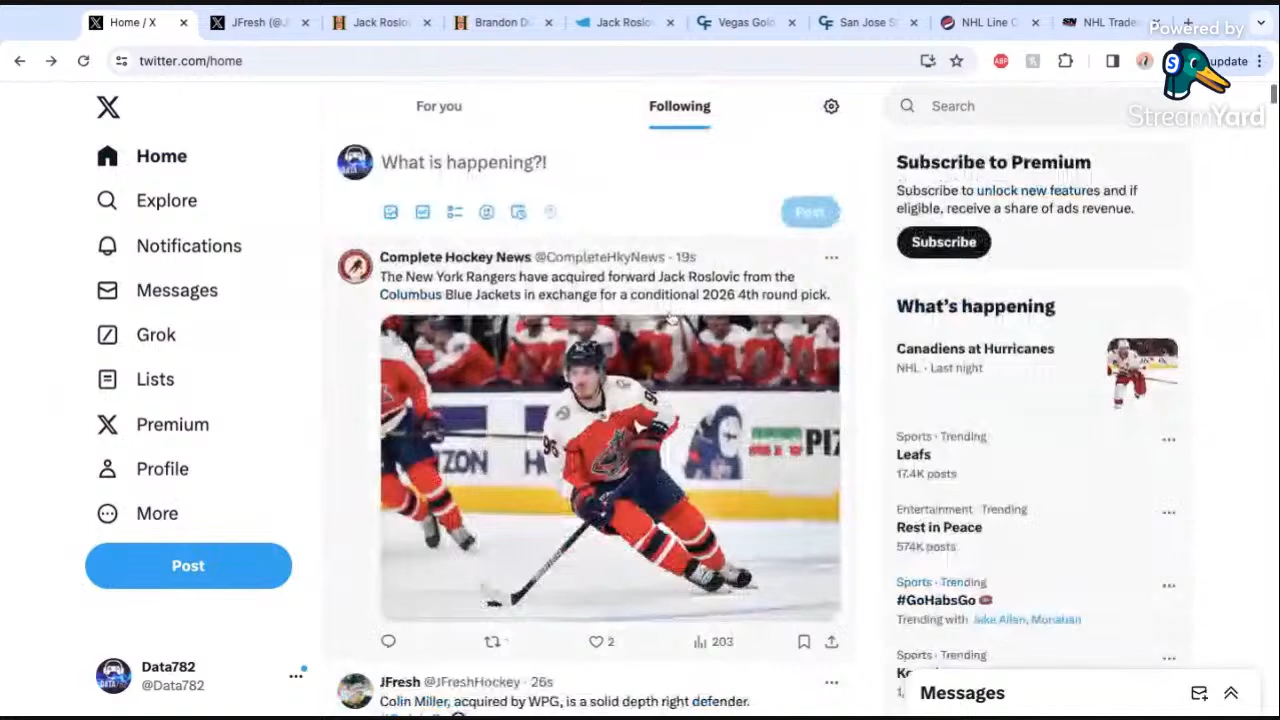 Home / X
JFresh (@J
Jack Roslov
Brandon Du
Jack Roslo
Vegas Gold
San Jose S
NHL Line C
NHL Trade
Powered by
StreamYard
twitter.com/home
update
For you
Following
Search
Home
Explore
Notifications
Messages
Grok
Lists
Premium
Profile
More
Post
Data782
@Data782
What is happening?!
Post
Complete Hockey News @CompleteHkyNews · 19s
The New York Rangers have acquired forward Jack Roslovic from the
Columbus Blue Jackets in exchange for a conditional 2026 4th round pick.
96
2
203
JFresh @JFreshHockey · 26s
Colin Miller, acquired by WPG, is a solid depth right defender.
Subscribe to Premium
Subscribe to unlock new features and if
eligible, receive a share of ads revenue.
Subscribe
What's happening
Canadiens at Hurricanes
NHL · Last night
Sports · Trending
Leafs
17.4K posts
Entertainment · Trending
Rest in Peace
574K posts
Sports · Trending
#GoHabsGo
Trending with Jake Allen, Monahan
Sports · Trending
Messages